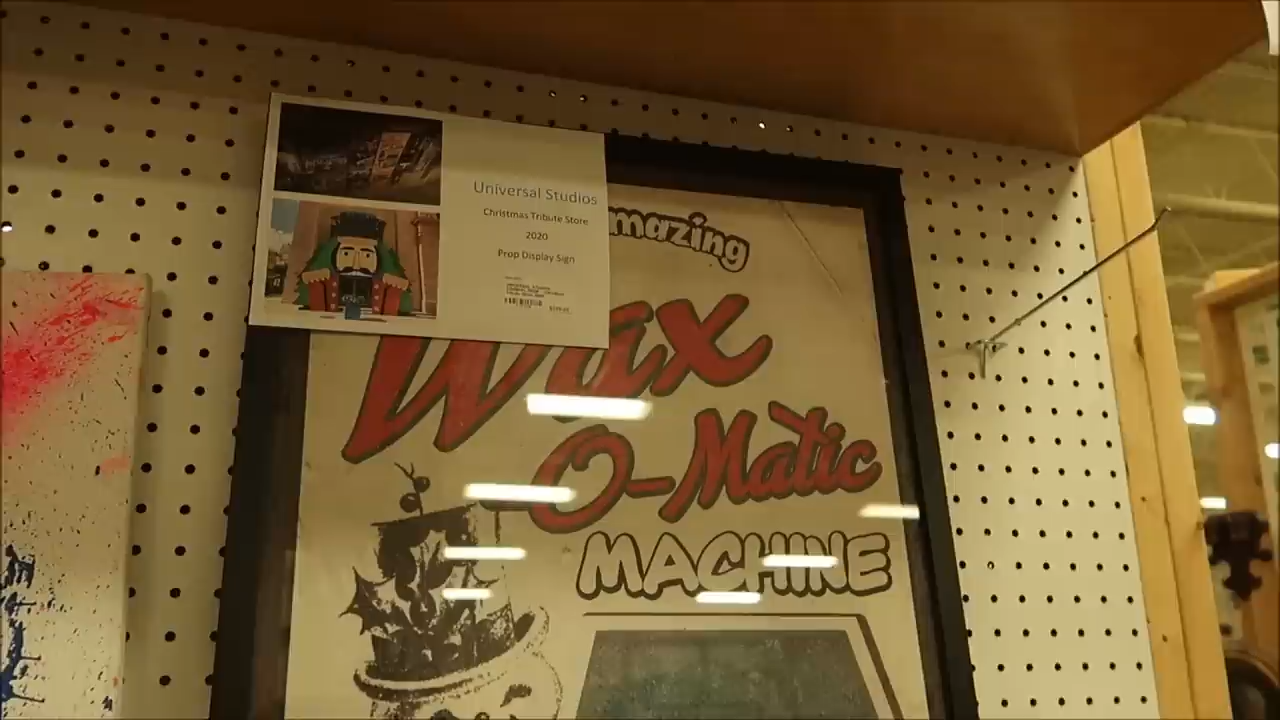 Universal Studios
Christmas Tribute Store
2020
Prop Display Sign
mazing
Wax
O-Matic
MACHINE